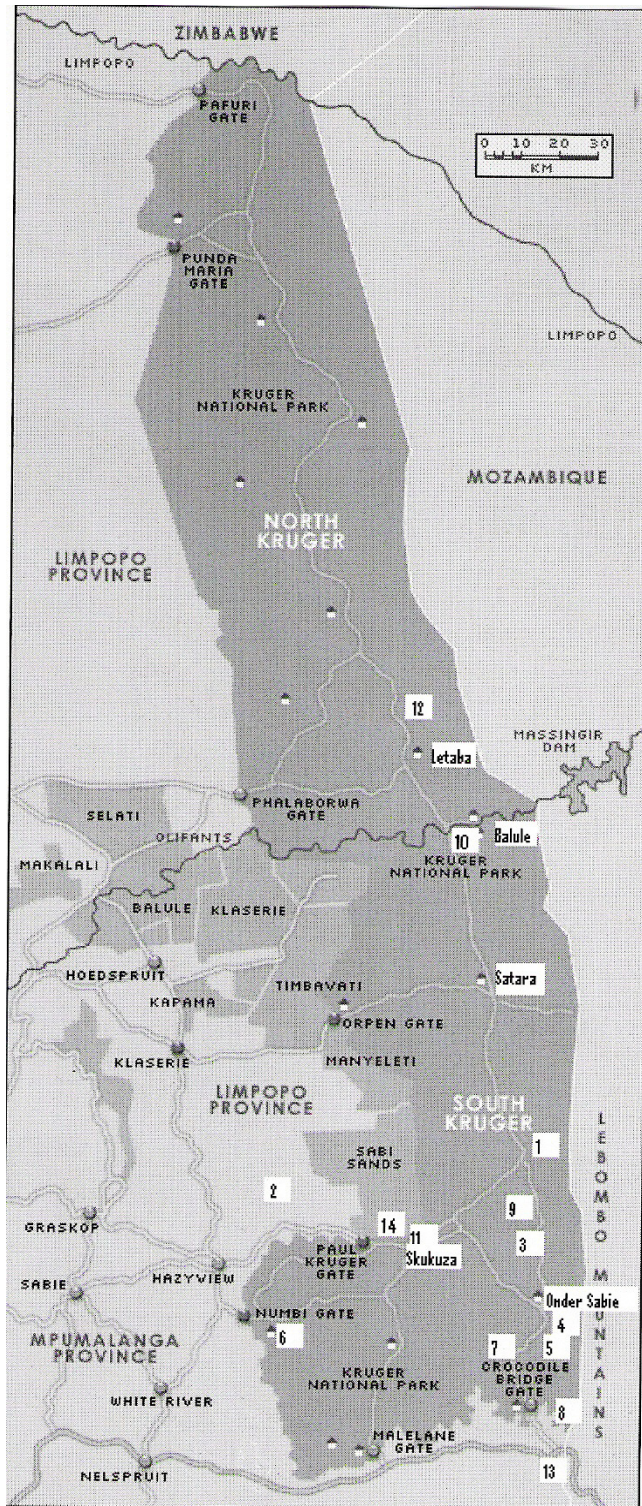 ZIMBABWE
LIMPOPO
PAFURI
GATE
0 10 20 30
KM
PUNDA
MARIA
GATE
LIMPOPO
KRUGER
NATIONAL PARK
MOZAMBIQUE
NORTH
KRUGER
LIMPOPO
PROVINCE
12
MASSINGIR
DAM
Letaba
PHALABORWA
GATE
SELATI
OLIFANTS
Balule
10
MAKALALI
KRUGER
NATIONAL PARK
BALULE
KLASERIE
HOEDSPRUIT
Satara
TIMBAVATI
KAPAMA
ORPEN GATE
KLASERIE
MANYELETI
LIMPOPO
PROVINCE
SOUTH
KRUGER
LEBOMBO MOUNTAINS
1
SABI
SANDS
2
9
GRASKOP
14
11
3
PAUL
KRUGER
GATE
Skukuza
HAZYVIEW
SABIE
Onder Sabie
NUMBI GATE
4
6
7
5
MPUMALANGA
PROVINCE
CROCODILE
BRIDGE
GATE
KRUGER
NATIONAL PARK
WHITE RIVER
8
MALELANE
GATE
NELSPRUIT
13